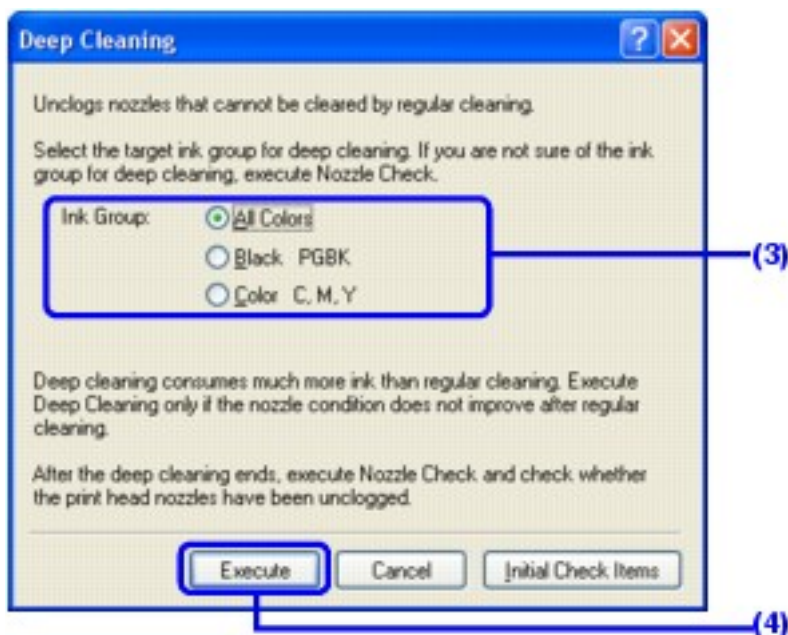 Deep Cleaning
Unclogs nozzles that cannot be cleared by regular cleaning.
Select the target ink group for deep cleaning. If you are not sure of the ink
group for deep cleaning, execute Nozzle Check.
Ink Group: All Colors
(3)
Black PGBK
Color C, M, Y
Deep cleaning consumes much more ink than regular cleaning. Execute
Deep Cleaning only if the nozzle condition does not improve after regular
cleaning.
After the deep cleaning ends, execute Nozzle Check and check whether
the print head nozzles have been unclogged.
Execute Cancel Initial Check Items
(4)